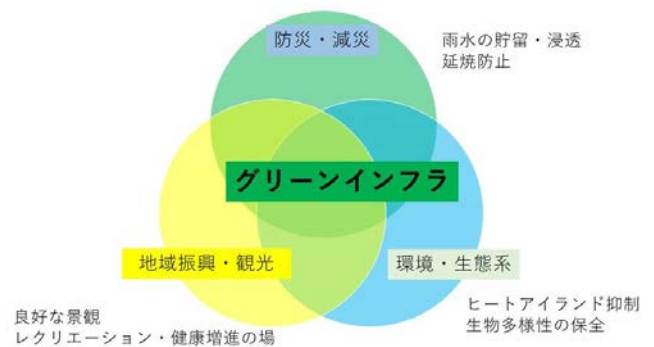 防災・減災
雨水の貯留・浸透
延焼防止
グリーンインフラ
地域振興・観光
環境・生態系
良好な景観
レクリエーション・健康増進の場
ヒートアイランド抑制
生物多様性の保全